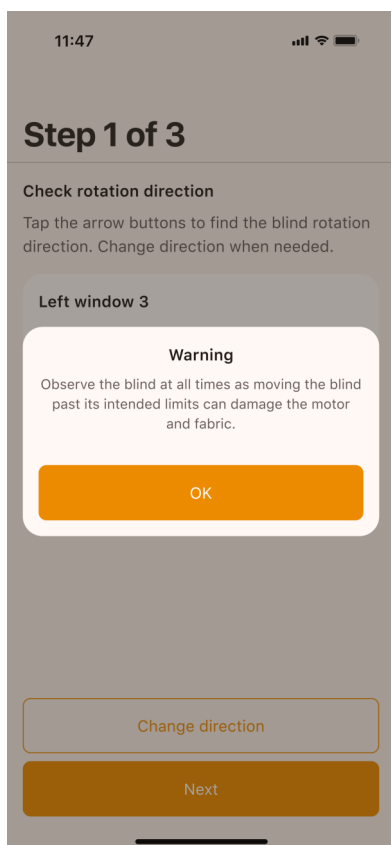 11:47
Step 1 of 3
Check rotation direction
Tap the arrow buttons to find the blind rotation
direction. Change direction when needed.
Left window 3
Warning
Observe the blind at all times as moving the blind
past its intended limits can damage the motor
and fabric.
OK
Change direction
Next